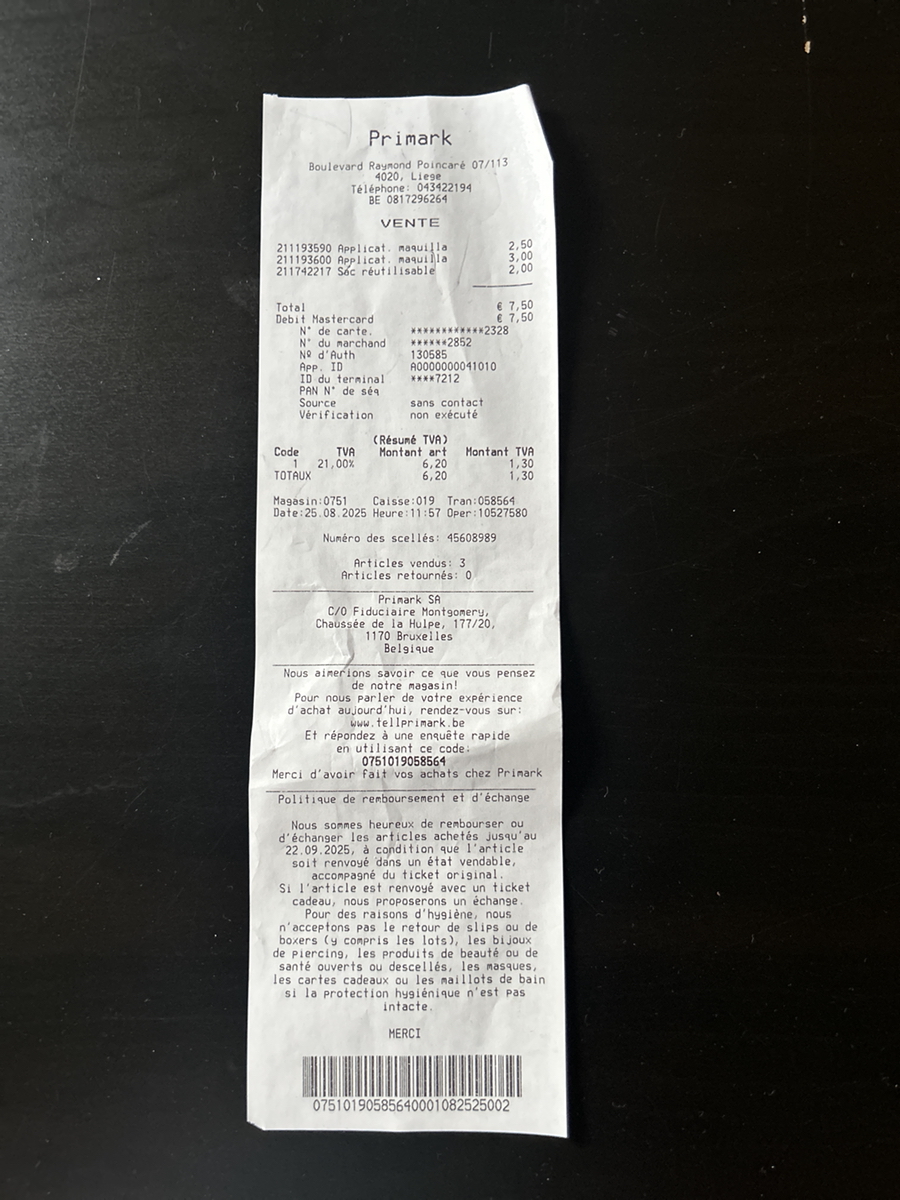 Primark
Boulevard Raymond Poincaré 07/113
4020, Liege
Téléphone: 043422194
BE 0817296264
VENTE
211193590 Applicat. maquilla 2,50
211193600 Applicat. maquilla 3,00
211742217 Sac réutilisable 2,00
Total € 7,50
Debit Mastercard € 7,50
N° de carte. ************2328
N° du marchand ******2852
Nº d'Auth 130585
App. ID A0000000041010
ID du terminal ****7212
PAN N° de séq
Source sans contact
Vérification non exécuté
(Résumé TVA)
Code TVA Montant art Montant TVA
1 21,00% 6,20 1,30
TOTAUX 6,20 1,30
Magasin:0751 Caisse:019 Tran:058564
Date:25.08.2025 Heure:11:57 Oper:10527580
Numéro des scellés: 45608989
Articles vendus: 3
Articles retournés: 0
Primark SA
C/O Fiduciaire Montgomery,
Chaussée de la Hulpe, 177/20,
1170 Bruxelles
Belgique
Nous aimerions savoir ce que vous pensez
de notre magasin!
Pour nous parler de votre expérience
d'achat aujourd'hui, rendez-vous sur:
www.tellprimark.be
Et répondez à une enquête rapide
en utilisant ce code:
0751019058564
Merci d'avoir fait vos achats chez Primark
Politique de remboursement et d'échange
Nous sommes heureux de rembourser ou
d'échanger les articles achetés jusqu'au
22.09.2025, à condition que l'article
soit renvoyé dans un état vendable,
accompagné du ticket original.
Si l'article est renvoyé avec un ticket
cadeau, nous proposerons un échange.
Pour des raisons d'hygiène, nous
n'acceptons pas le retour de slips ou de
boxers (y compris les lots), les bijoux
de piercing, les produits de beauté ou de
santé ouverts ou descellés, les masques,
les cartes cadeaux ou les maillots de bain
si la protection hygiénique n'est pas
intacte.
MERCI
07510190585640001082525002